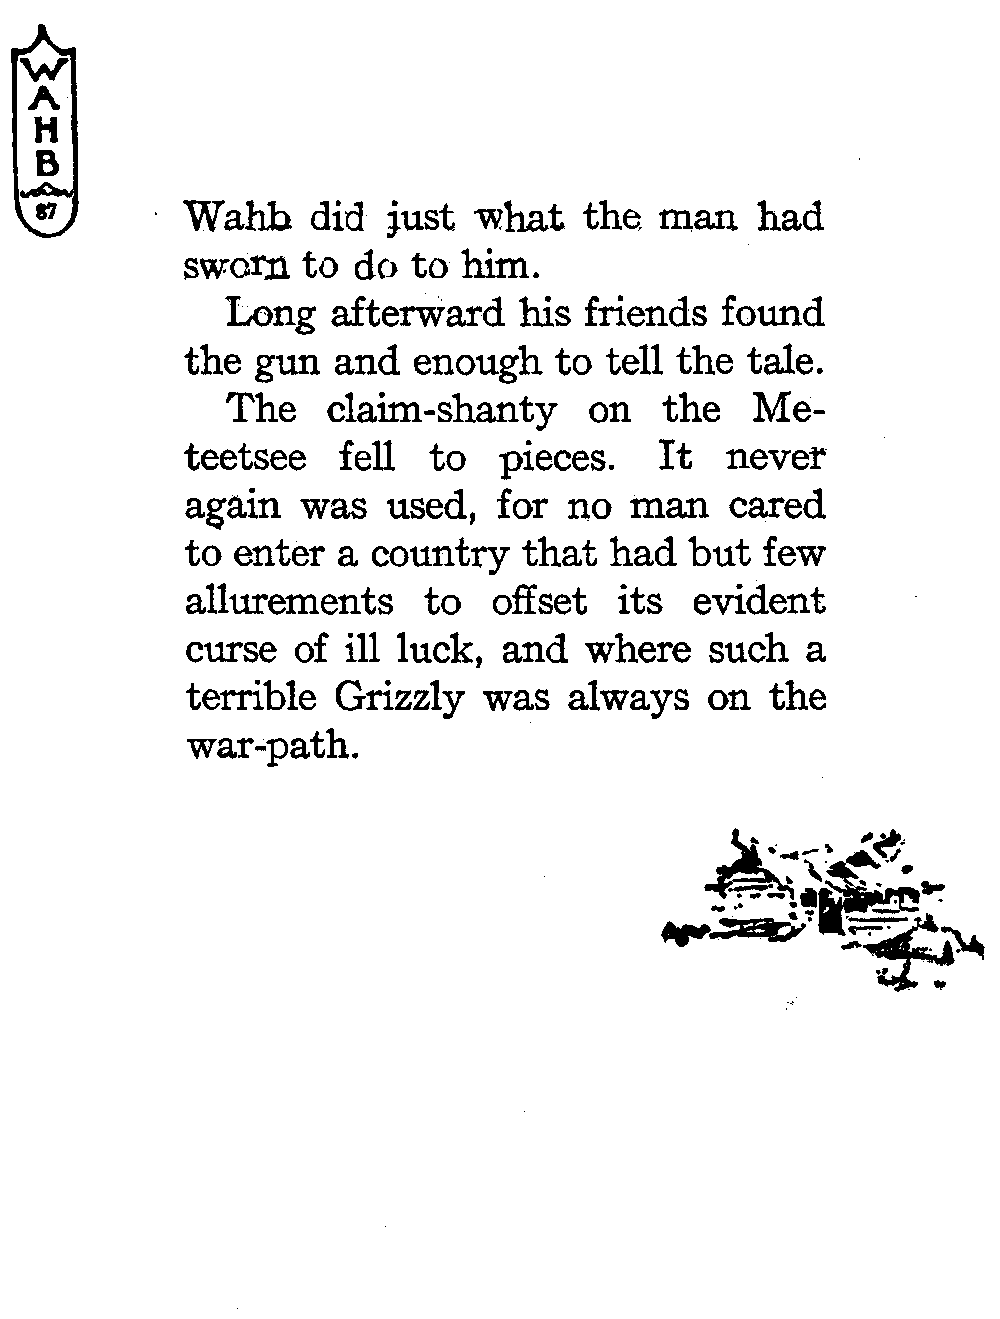 W
A
H
B
87
Wahb did just what the man had
sworn to do to him.
Long afterward his friends found
the gun and enough to tell the tale.
The claim-shanty on the Me-
teetsee fell to pieces. It never
again was used, for no man cared
to enter a country that had but few
allurements to offset its evident
curse of ill luck, and where such a
terrible Grizzly was always on the
war-path.